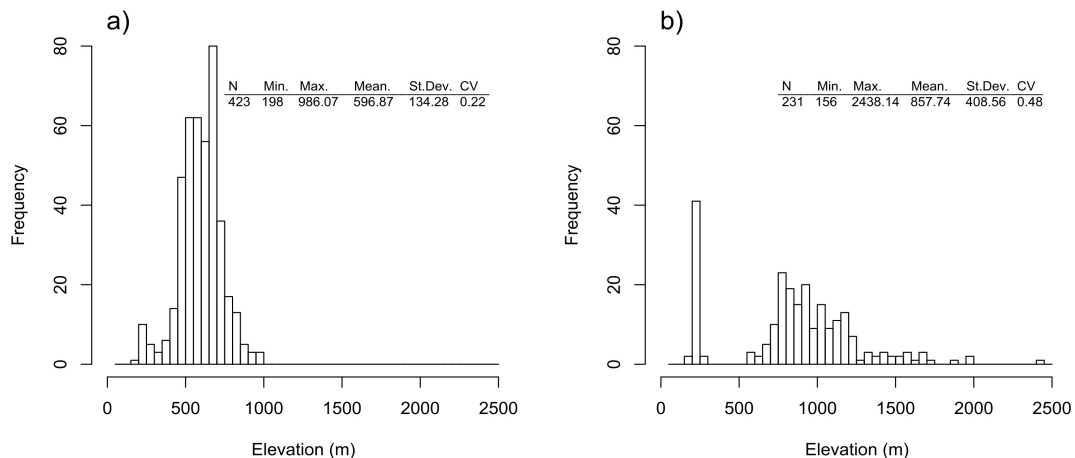 a)
80
60
40
20
0
Frequency
N Min. Max. Mean. St.Dev. CV
423 198 986.07 596.87 134.28 0.22
0 500 1000 1500 2000 2500
Elevation (m)
b)
80
60
40
20
0
Frequency
N Min. Max. Mean. St.Dev. CV
231 156 2438.14 857.74 408.56 0.48
0 500 1000 1500 2000 2500
Elevation (m)